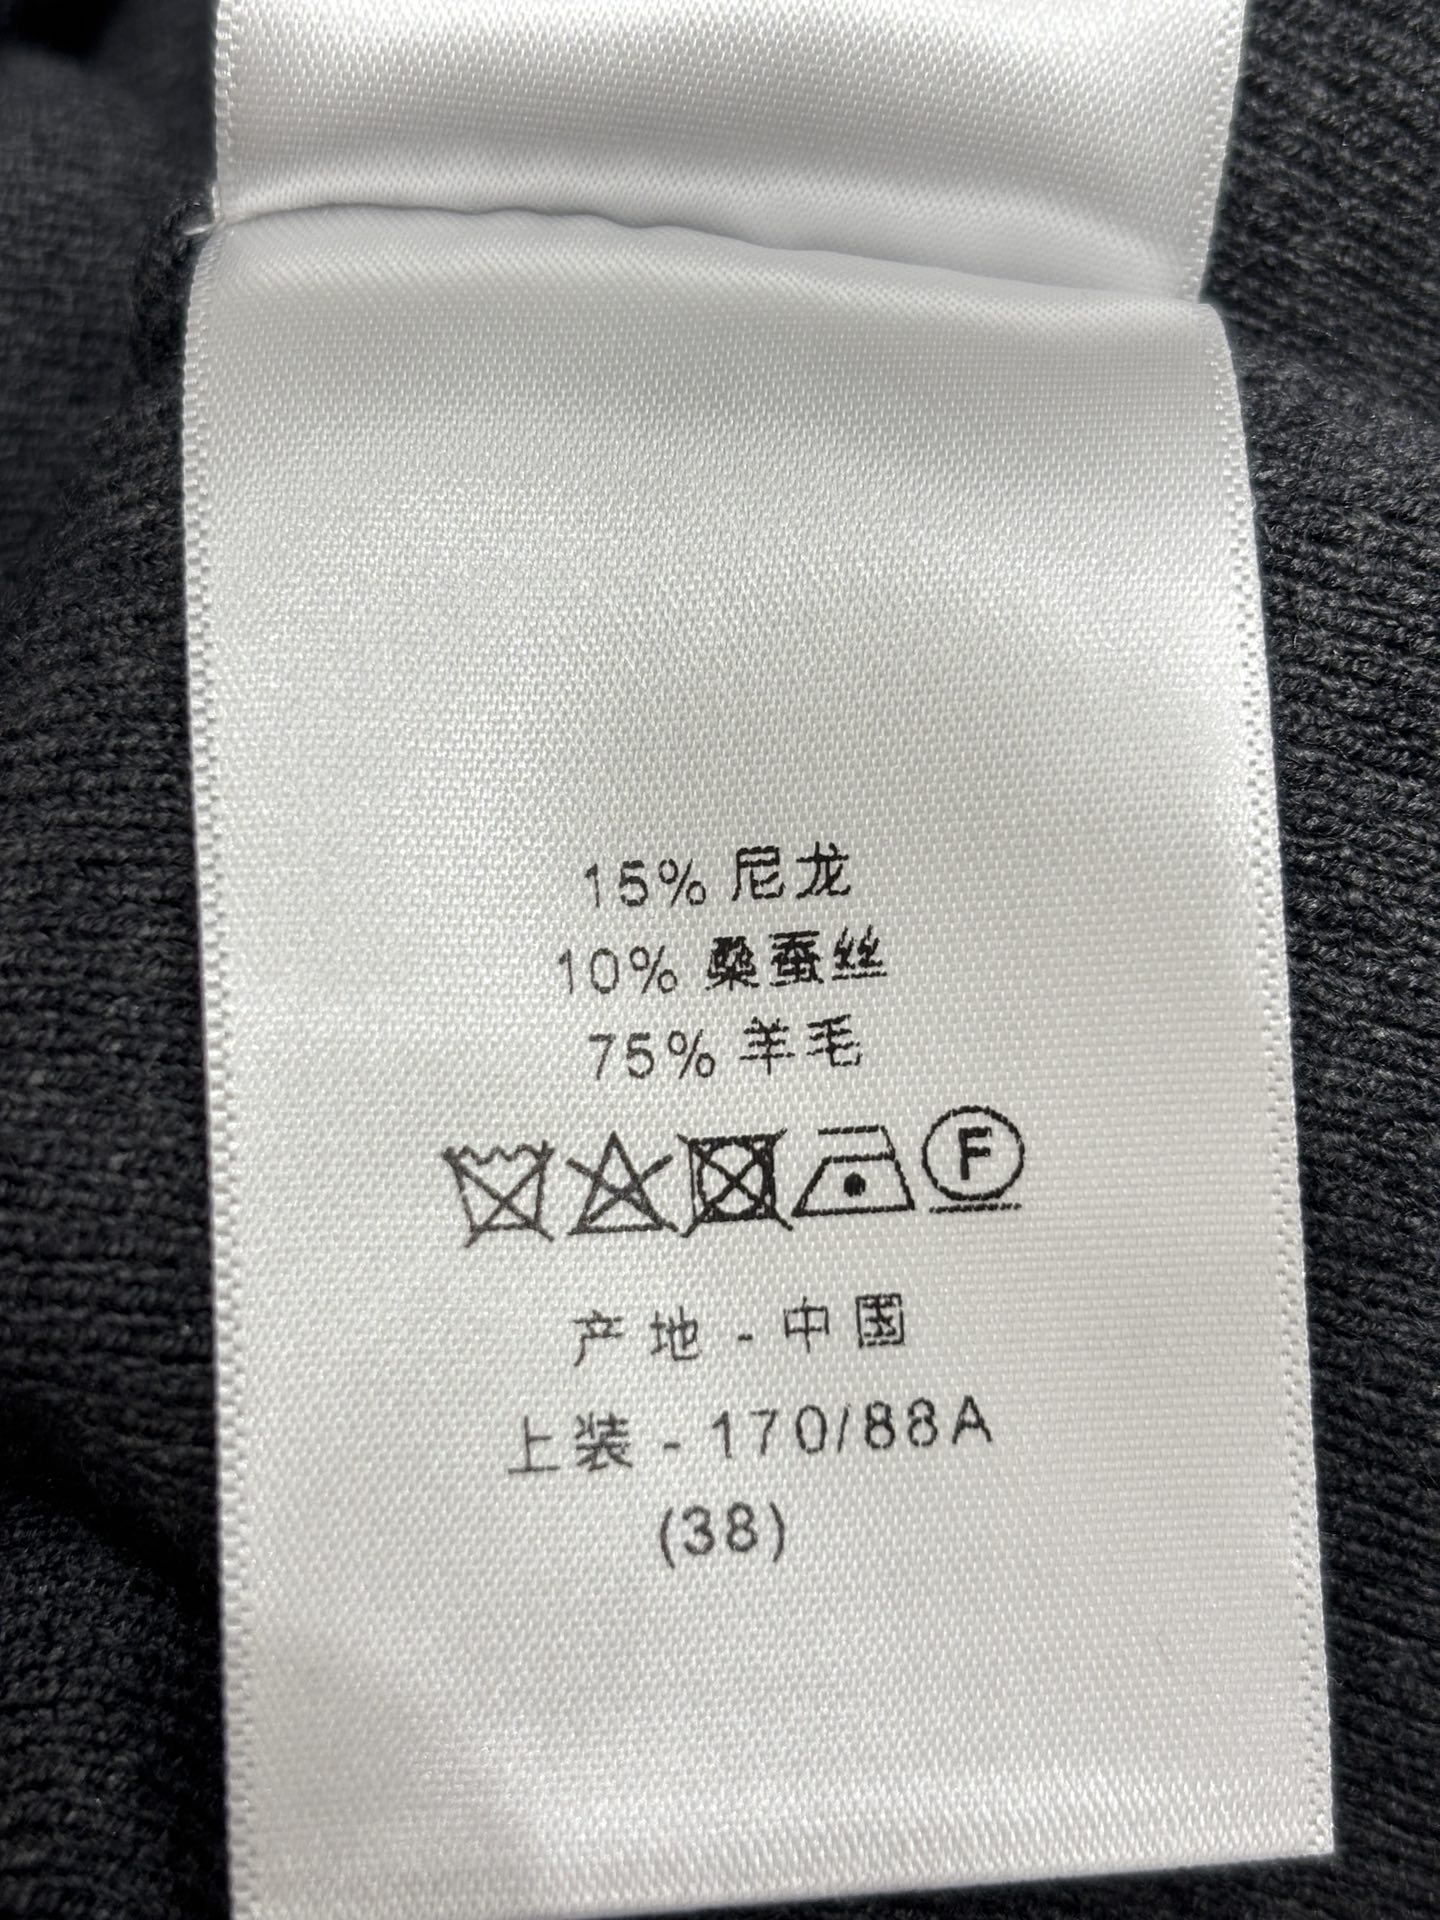 15% 尼龙
10% 桑蚕丝
75% 羊毛
F
产地-中国
上装-170/88A
(38)